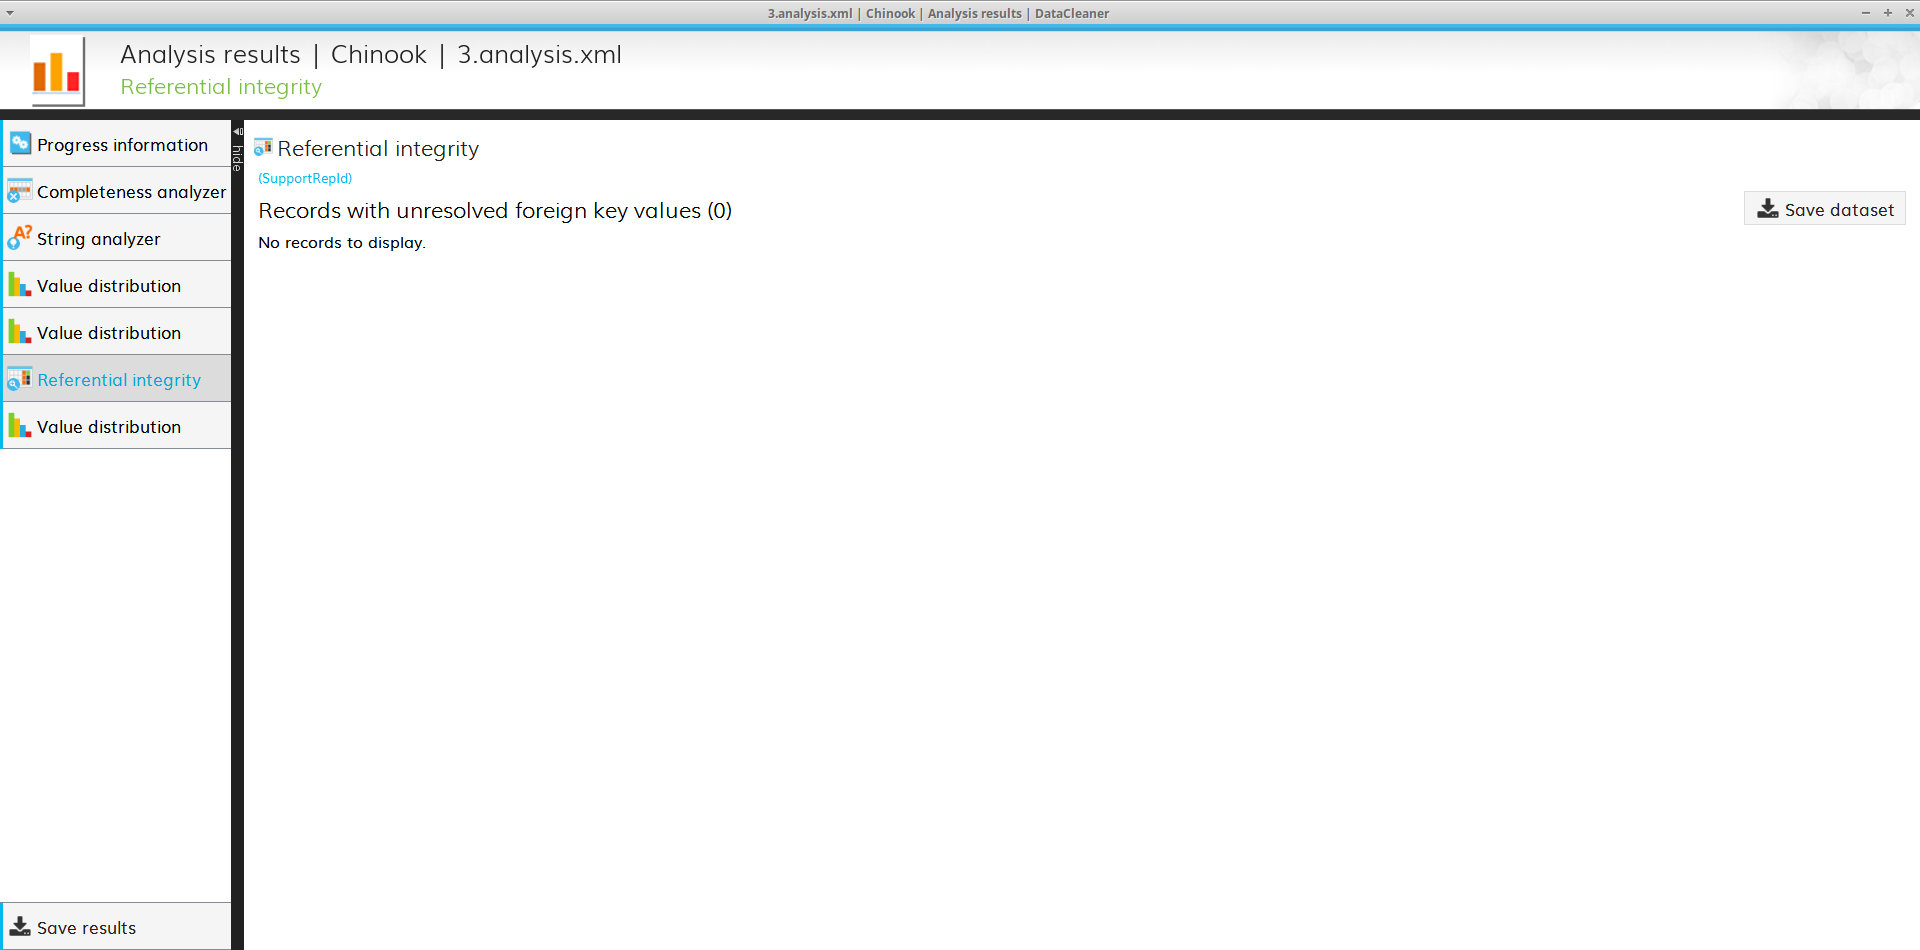 3.analysis.xml | Chinook | Analysis results | DataCleaner
Analysis results | Chinook | 3.analysis.xml
Referential integrity
Progress information
Completeness analyzer
String analyzer
Value distribution
Value distribution
Referential integrity
Value distribution
Save results
hide
Referential integrity
(SupportRepId)
Records with unresolved foreign key values (0)
Save dataset
No records to display.